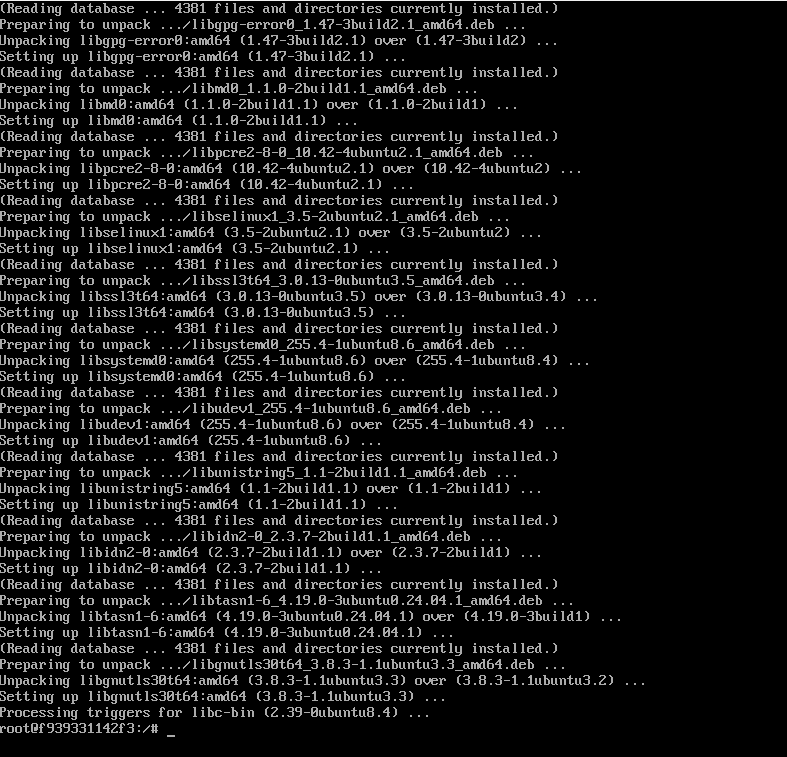 (Reading database ... 4381 files and directories currently installed.)
Preparing to unpack .../libgpg-error0_1.47-3build2.1_amd64.deb ...
Unpacking libgpg-error0:amd64 (1.47-3build2.1) over (1.47-3build2) ...
Setting up libgpg-error0:amd64 (1.47-3build2.1) ...
(Reading database ... 4381 files and directories currently installed.)
Preparing to unpack .../libmd0_1.1.0-2build1.1_amd64.deb ...
Unpacking libmd0:amd64 (1.1.0-2build1.1) over (1.1.0-2build1) ...
Setting up libmd0:amd64 (1.1.0-2build1.1) ...
(Reading database ... 4381 files and directories currently installed.)
Preparing to unpack .../libpcre2-8-0_10.42-4ubuntu2.1_amd64.deb ...
Unpacking libpcre2-8-0:amd64 (10.42-4ubuntu2.1) over (10.42-4ubuntu2) ...
Setting up libpcre2-8-0:amd64 (10.42-4ubuntu2.1) ...
(Reading database ... 4381 files and directories currently installed.)
Preparing to unpack .../libselinux1_3.5-2ubuntu2.1_amd64.deb ...
Unpacking libselinux1:amd64 (3.5-2ubuntu2.1) over (3.5-2ubuntu2) ...
Setting up libselinux1:amd64 (3.5-2ubuntu2.1) ...
(Reading database ... 4381 files and directories currently installed.)
Preparing to unpack .../libssl3t64_3.0.13-0ubuntu3.5_amd64.deb ...
Unpacking libssl3t64:amd64 (3.0.13-0ubuntu3.5) over (3.0.13-0ubuntu3.4) ...
Setting up libssl3t64:amd64 (3.0.13-0ubuntu3.5) ...
(Reading database ... 4381 files and directories currently installed.)
Preparing to unpack .../libsystemd0_255.4-1ubuntu8.6_amd64.deb ...
Unpacking libsystemd0:amd64 (255.4-1ubuntu8.6) over (255.4-1ubuntu8.4) ...
Setting up libsystemd0:amd64 (255.4-1ubuntu8.6) ...
(Reading database ... 4381 files and directories currently installed.)
Preparing to unpack .../libudev1_255.4-1ubuntu8.6_amd64.deb ...
Unpacking libudev1:amd64 (255.4-1ubuntu8.6) over (255.4-1ubuntu8.4) ...
Setting up libudev1:amd64 (255.4-1ubuntu8.6) ...
(Reading database ... 4381 files and directories currently installed.)
Preparing to unpack .../libunistring5_1.1-2build1.1_amd64.deb ...
Unpacking libunistring5:amd64 (1.1-2build1.1) over (1.1-2build1) ...
Setting up libunistring5:amd64 (1.1-2build1.1) ...
(Reading database ... 4381 files and directories currently installed.)
Preparing to unpack .../libidn2-0_2.3.7-2build1.1_amd64.deb ...
Unpacking libidn2-0:amd64 (2.3.7-2build1.1) over (2.3.7-2build1) ...
Setting up libidn2-0:amd64 (2.3.7-2build1.1) ...
(Reading database ... 4381 files and directories currently installed.)
Preparing to unpack .../libtasn1-6_4.19.0-3ubuntu0.24.04.1_amd64.deb ...
Unpacking libtasn1-6:amd64 (4.19.0-3ubuntu0.24.04.1) over (4.19.0-3build1) ...
Setting up libtasn1-6:amd64 (4.19.0-3ubuntu0.24.04.1) ...
(Reading database ... 4381 files and directories currently installed.)
Preparing to unpack .../libgnutls30t64_3.8.3-1.1ubuntu3.3_amd64.deb ...
Unpacking libgnutls30t64:amd64 (3.8.3-1.1ubuntu3.3) over (3.8.3-1.1ubuntu3.2) ...
Setting up libgnutls30t64:amd64 (3.8.3-1.1ubuntu3.3) ...
Processing triggers for libc-bin (2.39-0ubuntu8.4) ...
root@f939331142f3:/# _